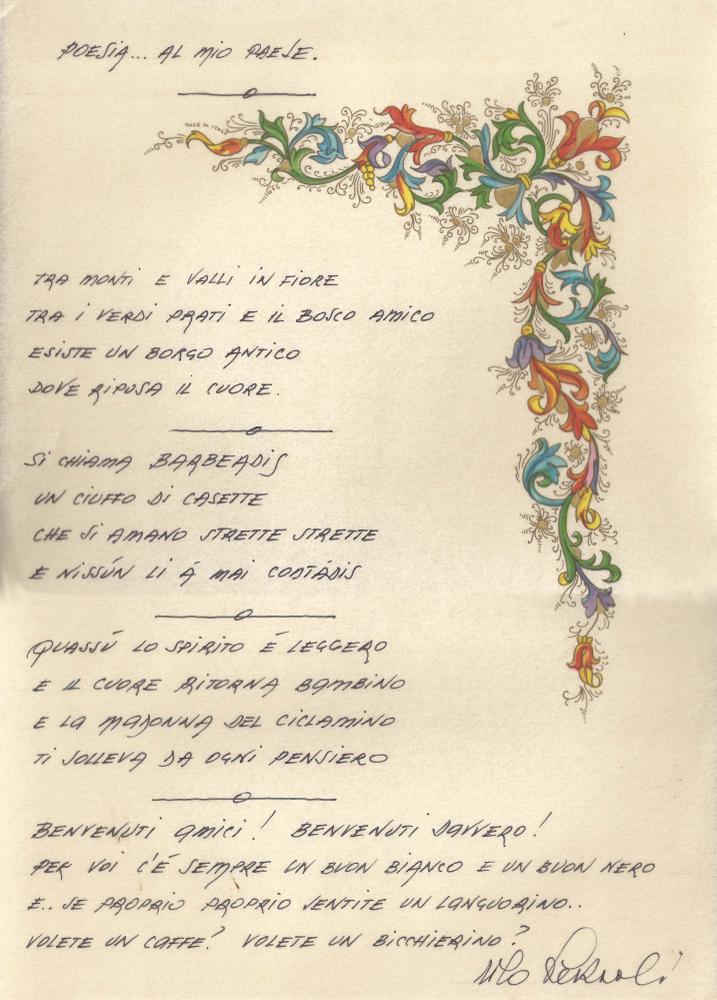 POESIA... AL MIO PAESE.
MADE IN ITALY
TRA MONTI E VALLI IN FIORE
TRA I VERDI PRATI E IL BOSCO AMICO
ESISTE UN BORGO ANTICO
DOVE RIPOSA IL CUORE.
SI CHIAMA BARBEADIS
UN CIUFFO DI CASETTE
CHE SI AMANO STRETTE STRETTE
E NISSÚN LI Á MAI CONTÁDIS
QUASSÚ LO SPIRITO É LEGGERO
E IL CUORE RITORNA BAMBINO
E LA MADONNA DEL CICLAMINO
TI SOLLEVA DA OGNI PENSIERO
BENVENUTI AMICI! BENVENUTI DAVVERO!
PER VOI C'É SEMPRE UN BUON BIANCO E UN BUON NERO
E.. SE PROPRIO PROPRIO SENTITE UN LANGUORINO..
VOLETE UN CAFFE? VOLETE UN BICCHIERINO?